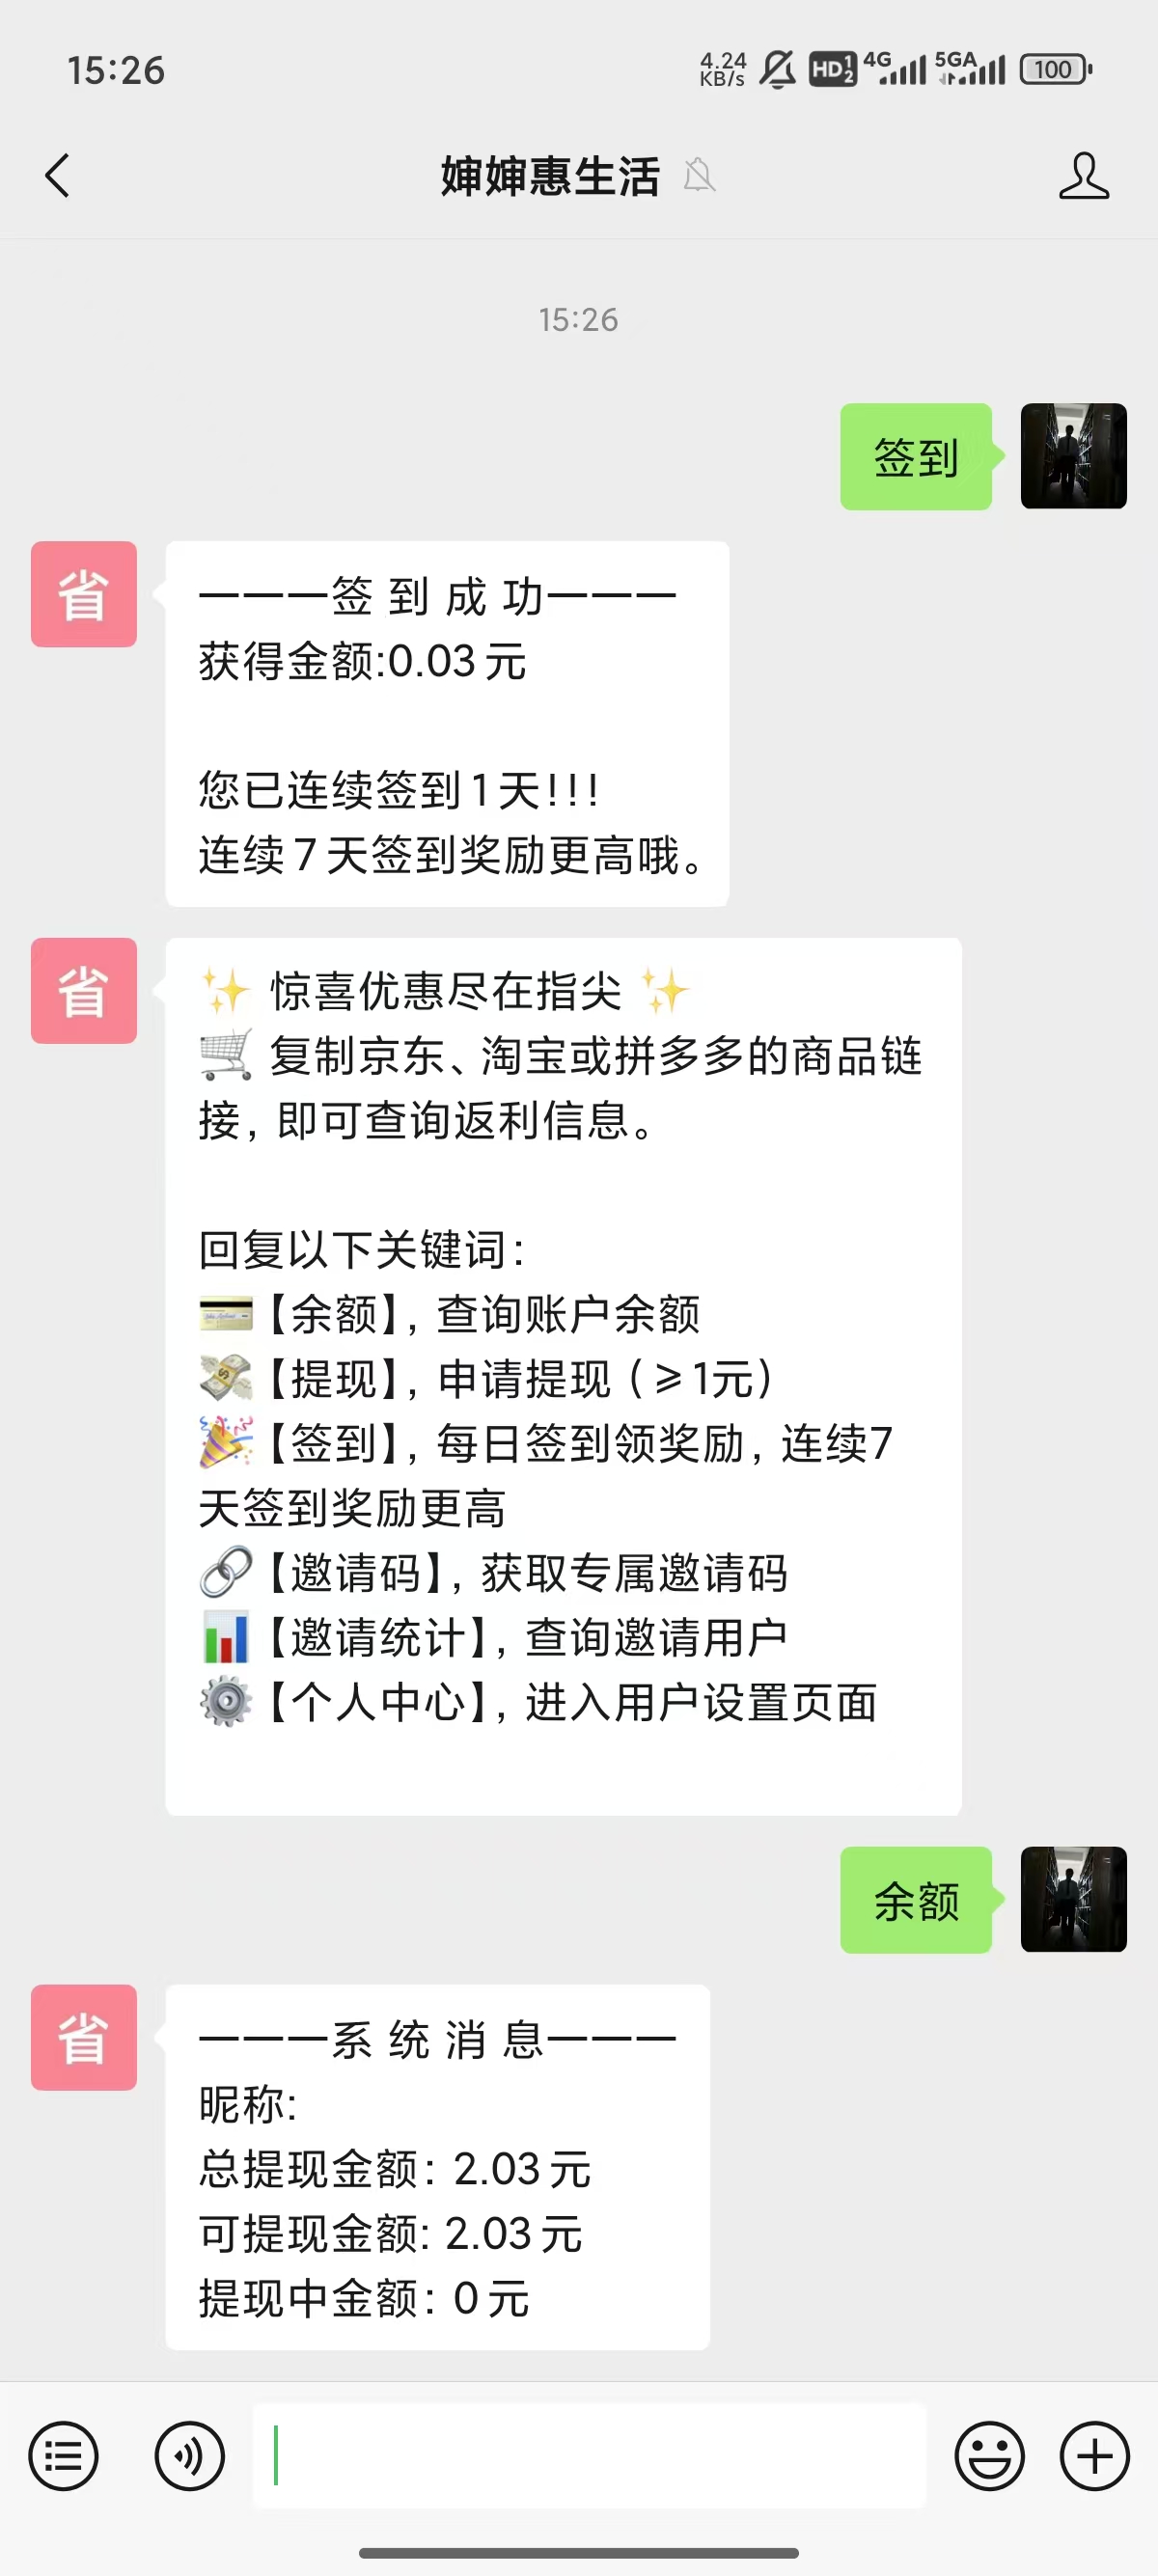 15:26
4.24 KB/s HD 1 2 4G 5GA 100
婶婶惠生活
15:26
签到
省
———签 到 成 功———
获得金额:0.03 元
您已连续签到 1 天!!!
连续 7 天签到奖励更高哦。
省
✨ 惊喜优惠尽在指尖 ✨
🛒 复制京东、淘宝或拼多多的商品链
接，即可查询返利信息。
回复以下关键词：
💳【余额】，查询账户余额
💸【提现】，申请提现（≥1元）
🎉【签到】，每日签到领奖励，连续7
天签到奖励更高
🔗【邀请码】，获取专属邀请码
📊【邀请统计】，查询邀请用户
⚙️【个人中心】，进入用户设置页面
余额
省
———系 统 消 息———
昵称:
总提现金额：2.03 元
可提现金额: 2.03 元
提现中金额：0 元